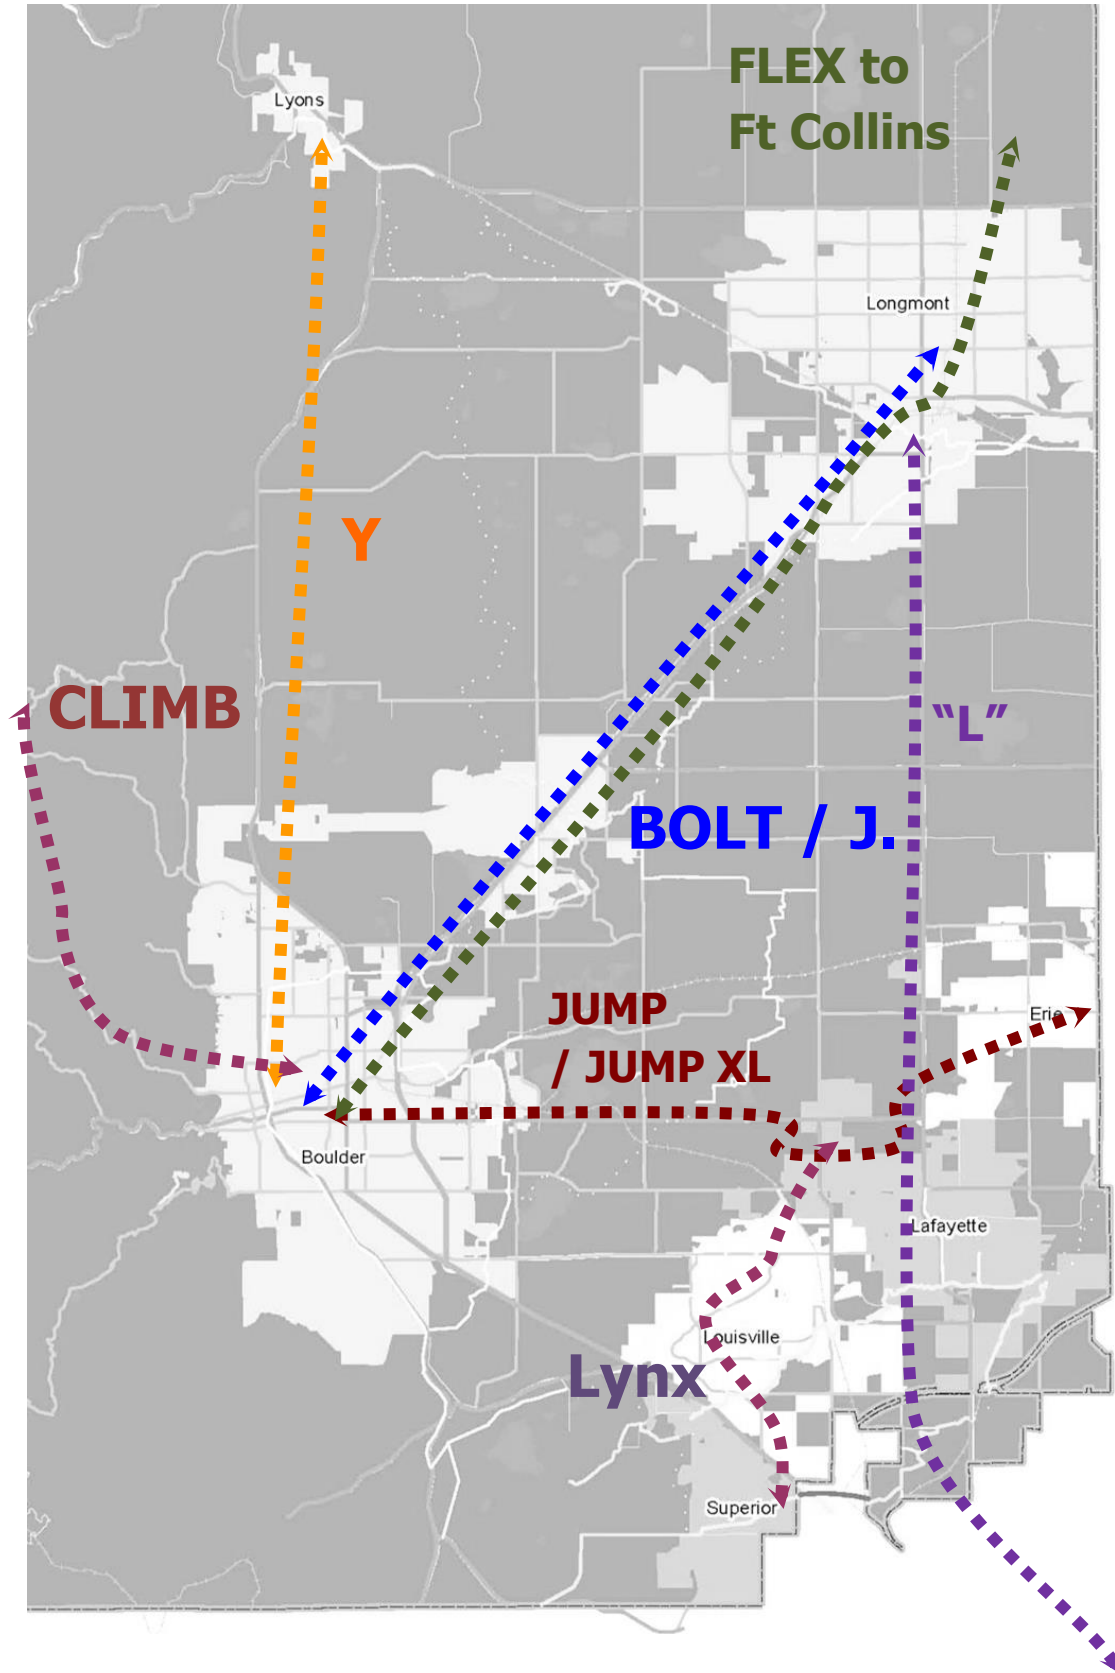 FLEX to
Ft Collins
Lyons
Longmont
Y
CLIMB
“L”
BOLT / J.
JUMP
/ JUMP XL
Erie
Boulder
Lafayette
Louisville
Lynx
Superior